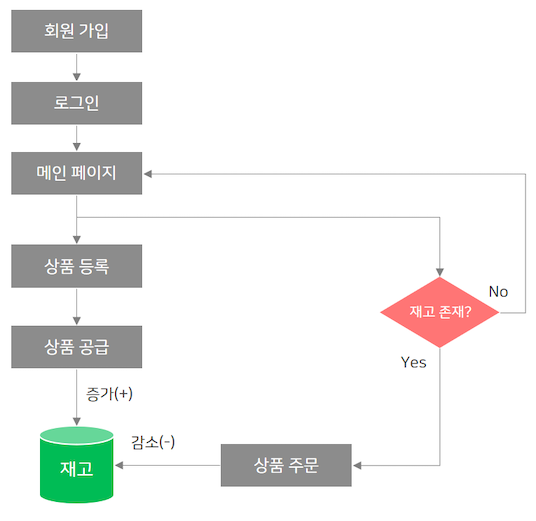 회원 가입
로그인
메인 페이지
상품 등록
재고 존재?
No
상품 공급
Yes
증가(+)
감소(-)
재고
상품 주문